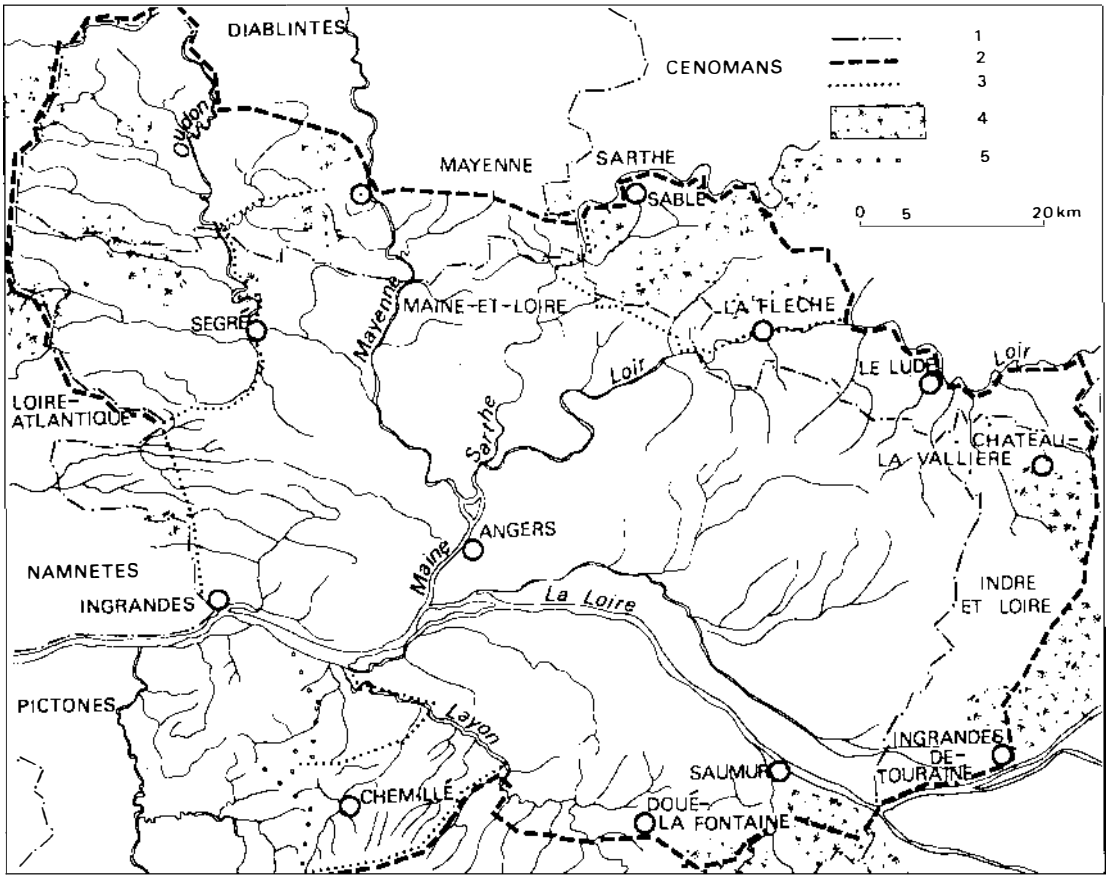 DIABLINTES
CENOMANS
1
2
3
4
5
Oudon
MAYENNE
SARTHE
SABLE
0 5 20 km
Mayenne
MAINE-ET-LOIRE
SEGRE
LA FLECHE
Loir
Loir
LE LUDE
LOIRE-
ATLANTIQUE
Sarthe
CHATEAU-
LA VALLIERE
ANGERS
Maine
NAMNETES
INGRANDES
La Loire
INDRE
ET LOIRE
PICTONES
Layon
INGRANDES
DE-
TOURAINE
SAUMUR
CHEMILLÉ
DOUÉ-
LA FONTAINE